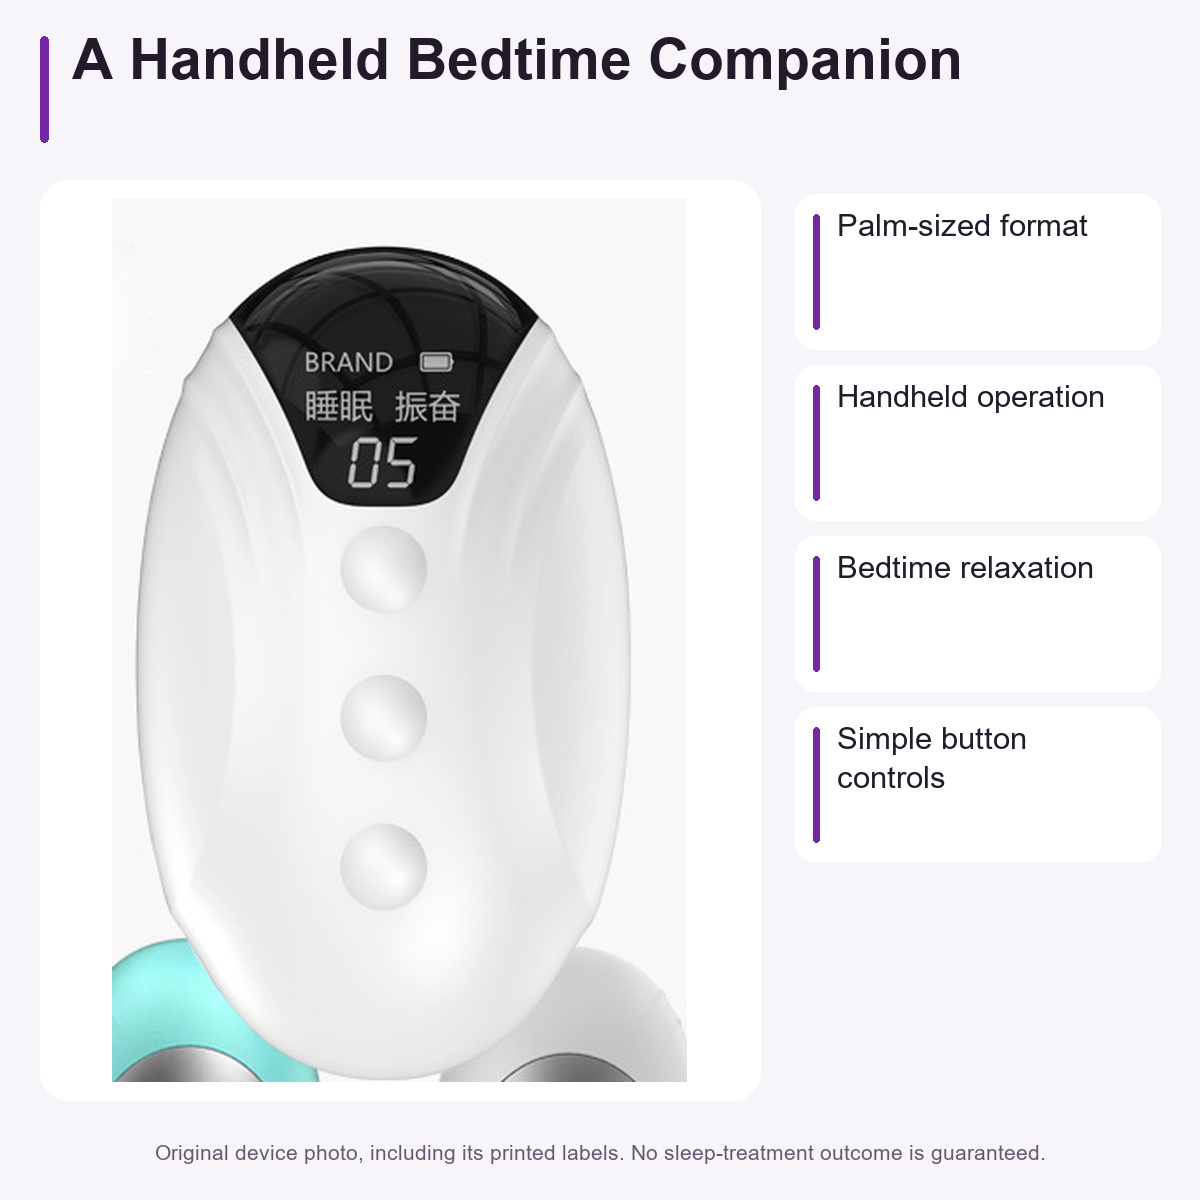 A Handheld Bedtime Companion
BRAND
睡眠 振奋
05
Palm-sized format
Handheld operation
Bedtime relaxation
Simple button
controls
Original device photo, including its printed labels. No sleep-treatment outcome is guaranteed.